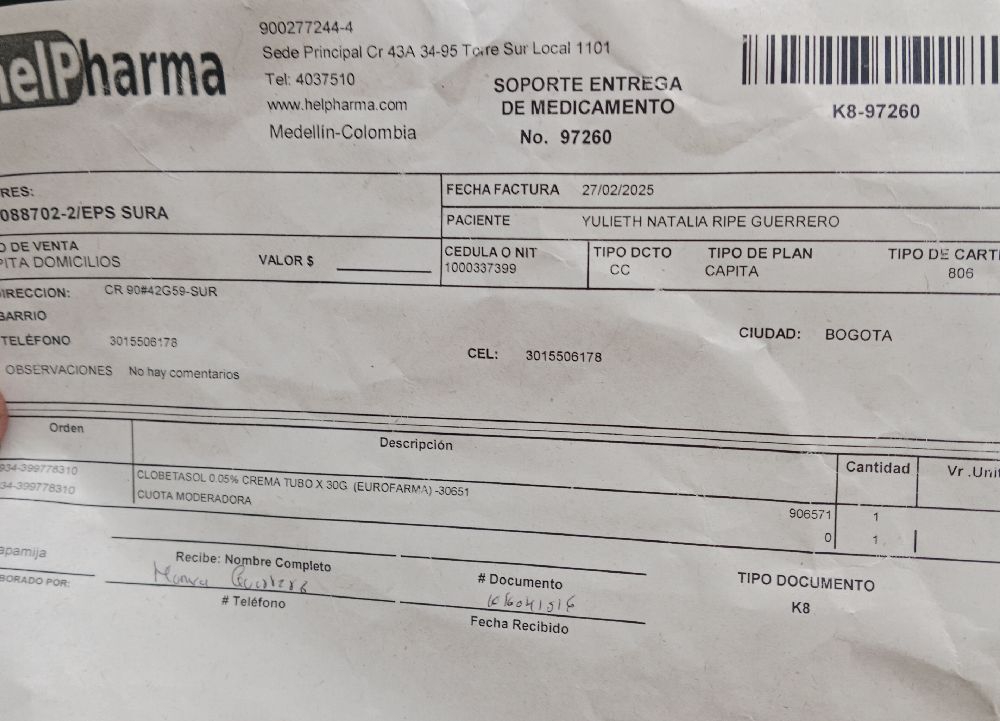 helPharma
900277244-4
Sede Principal Cr 43A 34-95 Torre Sur Local 1101
Tel: 4037510
www.helpharma.com
Medellín-Colombia
SOPORTE ENTREGA
DE MEDICAMENTO
No. 97260
K8-97260
RES:
088702-2/EPS SURA
FECHA FACTURA 27/02/2025
PACIENTE YULIETH NATALIA RIPE GUERRERO
O DE VENTA
PITA DOMICILIOS
VALOR $
CEDULA O NIT
1000337399
TIPO DCTO
CC
TIPO DE PLAN
CAPITA
TIPO DE CARTE
806
DIRECCION: CR 90#42G59-SUR
BARRIO
TELÉFONO 3015506178
CEL: 3015506178
CIUDAD: BOGOTA
OBSERVACIONES No hay comentarios
Orden Descripción Cantidad Vr .Unit
934-399778310 CLOBETASOL 0.05% CREMA TUBO X 30G (EUROFARMA) -30651 906571 1
34-399778310 CUOTA MODERADORA 0 1
apamija
BORADO POR:
Recibe: Nombre Completo
# Documento
# Teléfono
Fecha Recibido
TIPO DOCUMENTO
K8